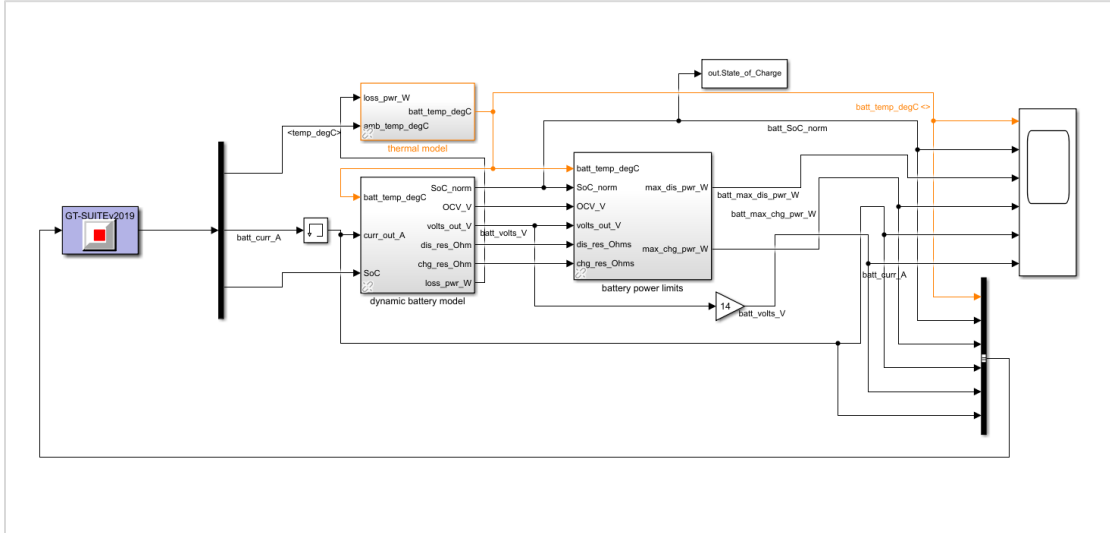 out.State_of_Charge
loss_pwr_W
batt_temp_degC
amb_temp_degC
thermal model
<temp_degC>
batt_temp_degC <>
batt_SoC_norm
GT-SUITEv2019
batt_curr_A
batt_temp_degC
curr_out_A
SoC
SoC_norm
OCV_V
volts_out_V
dis_res_Ohm
chg_res_Ohm
loss_pwr_W
dynamic battery model
batt_volts_V
batt_temp_degC
SoC_norm
OCV_V
volts_out_V
dis_res_Ohms
chg_res_Ohms
max_dis_pwr_W
max_chg_pwr_W
battery power limits
batt_max_dis_pwr_W
batt_max_chg_pwr_W
batt_curr_A
14
batt_volts_V